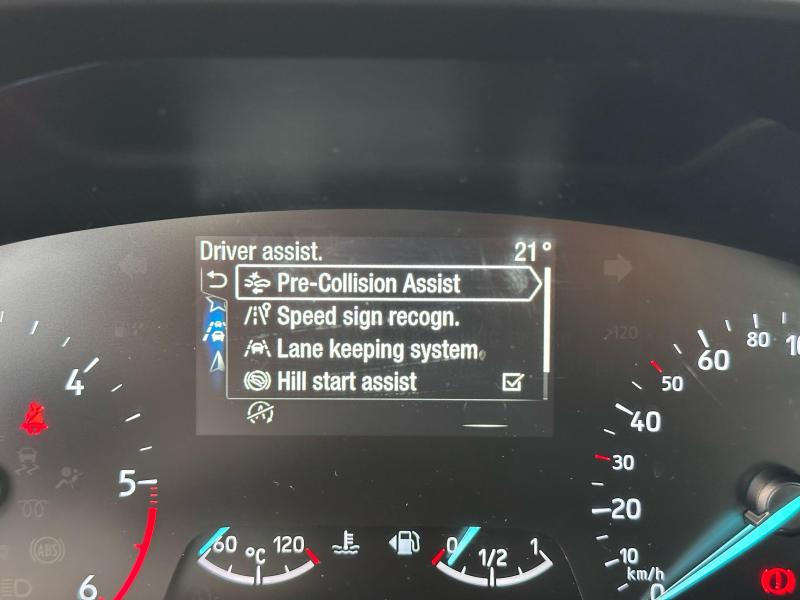 Driver assist. 21°
Pre-Collision Assist
Speed sign recogn.
Lane keeping system
Hill start assist
4
5
6
60 °C 120
0 1/2 1
ABS
>120
80
60
50
40
30
20
10
km/h
0